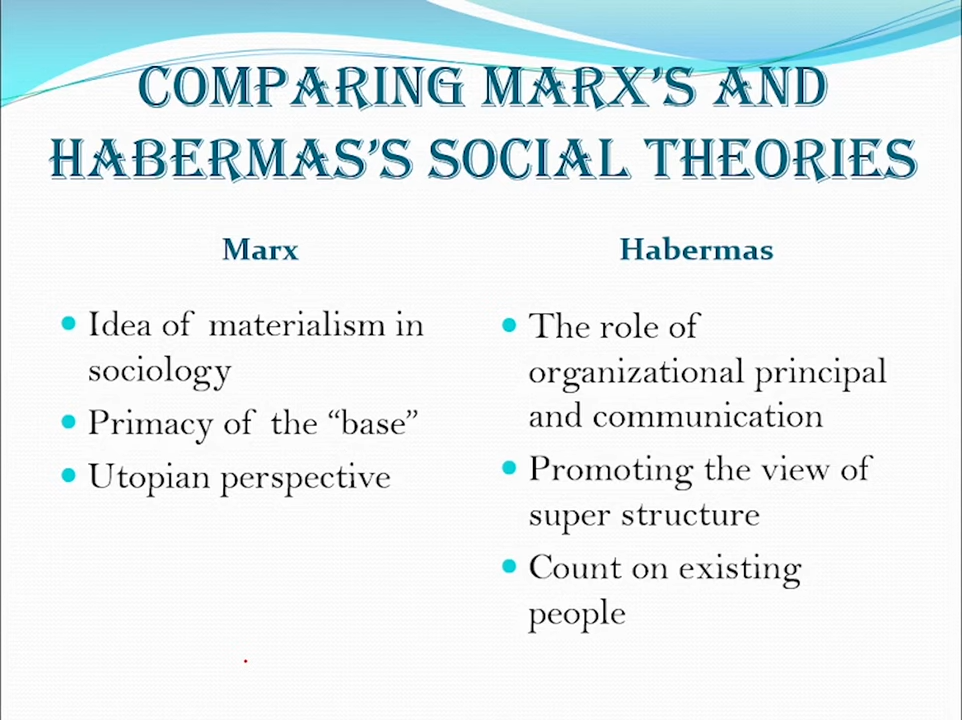 COMPARING MARX'S AND
HABERMAS'S SOCIAL THEORIES
Marx
• Idea of materialism in
sociology
• Primacy of the “base”
• Utopian perspective
Habermas
• The role of
organizational principal
and communication
• Promoting the view of
super structure
• Count on existing
people